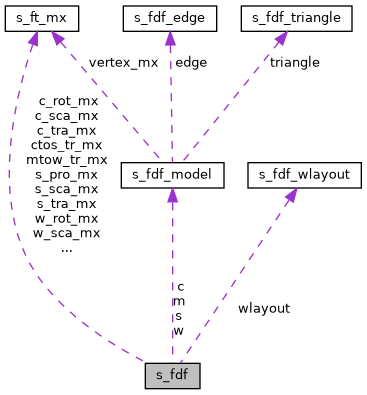 s_ft_mx
s_fdf_edge
s_fdf_triangle
vertex_mx
edge
triangle
c_rot_mx
c_sca_mx
c_tra_mx
ctos_tr_mx
mtow_tr_mx
s_pro_mx
s_sca_mx
s_tra_mx
w_rot_mx
w_sca_mx
...
s_fdf_model
s_fdf_wlayout
c
m
s
w
wlayout
s_fdf